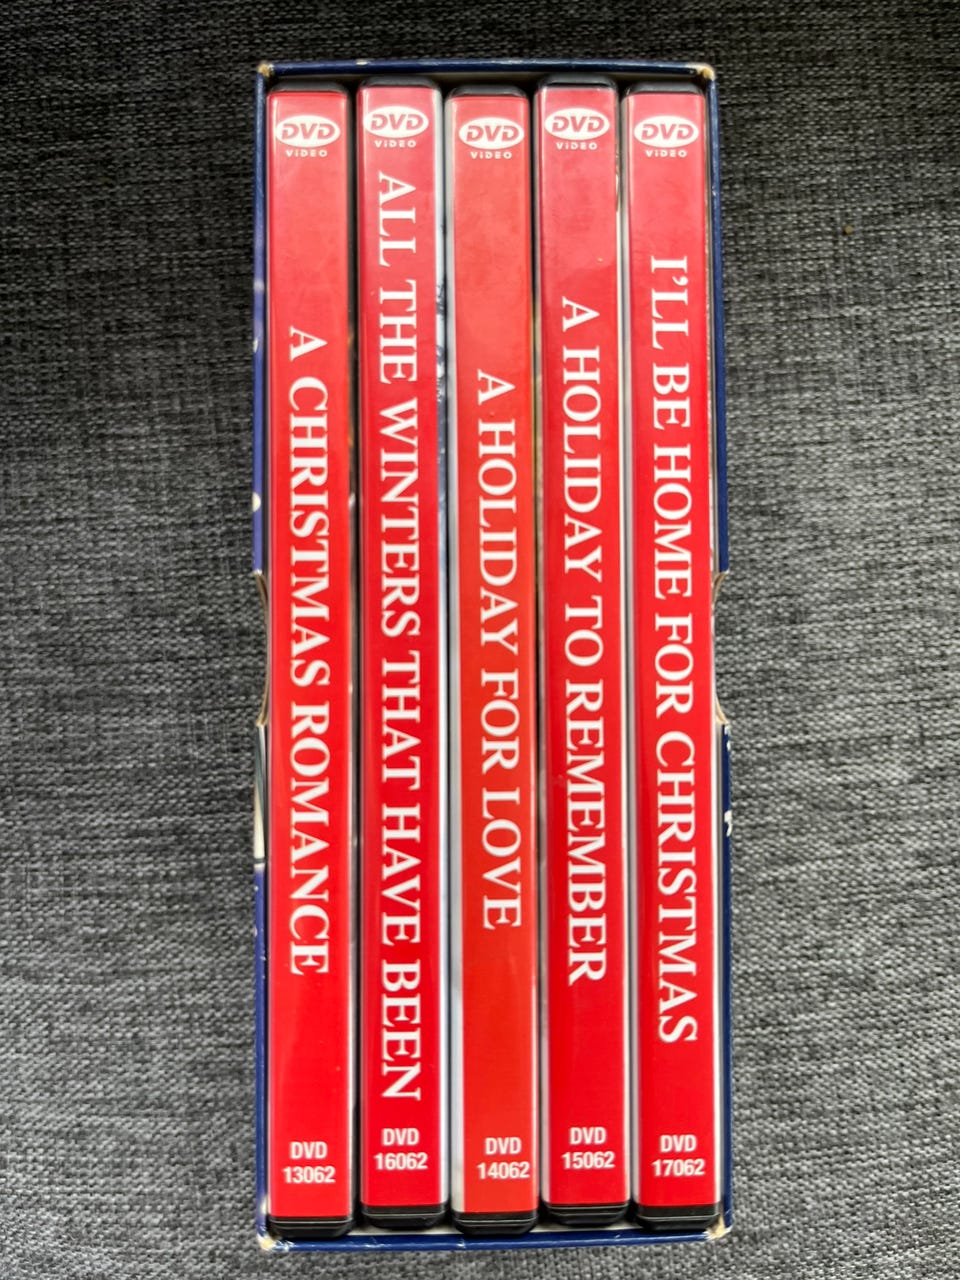 DVD
VIDEO
A CHRISTMAS ROMANCE
DVD
13062
DVD
VIDEO
ALL THE WINTERS THAT HAVE BEEN
DVD
16062
DVD
VIDEO
A HOLIDAY FOR LOVE
DVD
14062
DVD
VIDEO
A HOLIDAY TO REMEMBER
DVD
15062
DVD
VIDEO
I'LL BE HOME FOR CHRISTMAS
DVD
17062